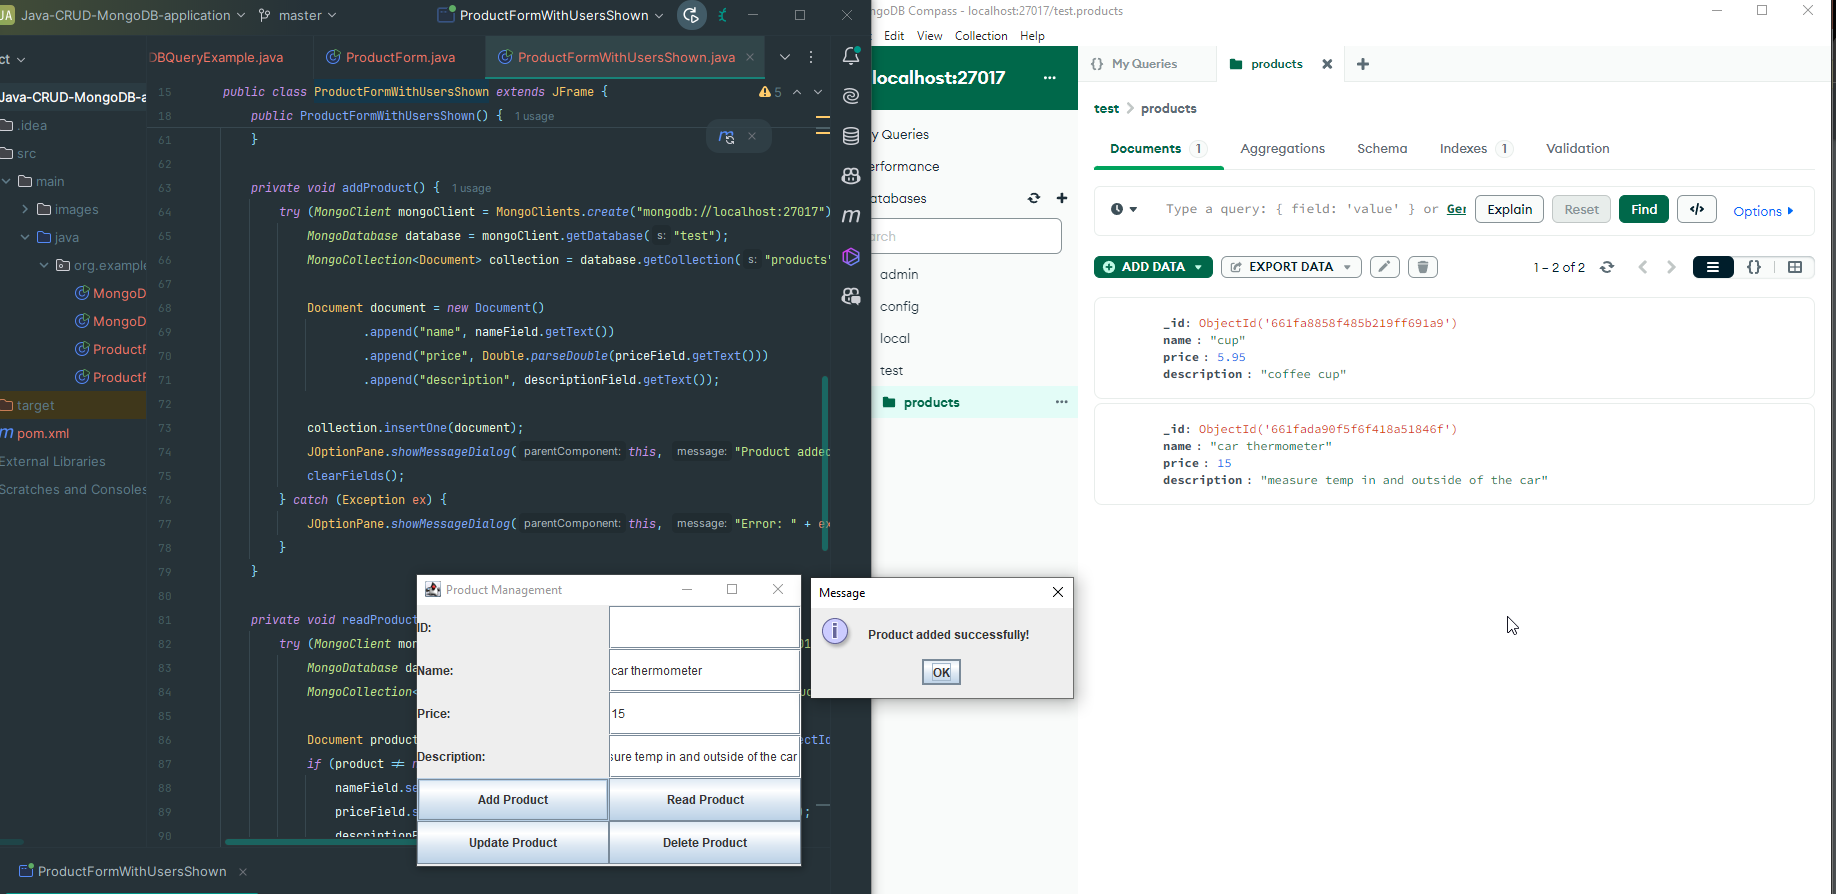 JA Java-CRUD-MongoDB-application master ProductFormWithUsersShown
DBQueryExample.java ProductForm.java ProductFormWithUsersShown.java
Java-CRUD-MongoDB-a
.idea
src
main
images
java
org.example
MongoD
MongoD
ProductF
ProductF
target
pom.xml
External Libraries
Scratches and Consoles
15 public class ProductFormWithUsersShown extends JFrame { 5
18 public ProductFormWithUsersShown() { 1 usage
61 }
62
63 private void addProduct() { 1 usage
64 try (MongoClient mongoClient = MongoClients.create("mongodb://localhost:27017")
65 MongoDatabase database = mongoClient.getDatabase( s: "test");
66 MongoCollection<Document> collection = database.getCollection( s: "products"
67
68 Document document = new Document()
69 .append("name", nameField.getText())
70 .append("price", Double.parseDouble(priceField.getText()))
71 .append("description", descriptionField.getText());
72
73 collection.insertOne(document);
74 JOptionPane.showMessageDialog( parentComponent: this, message: "Product added
75 clearFields();
76 } catch (Exception ex) {
77 JOptionPane.showMessageDialog( parentComponent: this, message: "Error: " + ex
78 }
79 }
80
81 private void readProduct
82 try (MongoClient mon
83 MongoDatabase da
84 MongoCollection<
85
86 Document product ectId
87 if (product ≠ n
88 nameField.se
89 priceField.s ;
90 descriptionF
ProductFormWithUsersShown
Product Management
ID:
Name: car thermometer
Price: 15
Description: sure temp in and outside of the car
Add Product Read Product
Update Product Delete Product
Message
Product added successfully!
OK
ngoDB Compass - localhost:27017/test.products
Edit View Collection Help
localhost:27017
y Queries
erformance
atabases
arch
admin
config
local
test
products
{} My Queries products
test > products
Documents 1 Aggregations Schema Indexes 1 Validation
Type a query: { field: 'value' } or Ger Explain Reset Find </> Options
ADD DATA EXPORT DATA 1 – 2 of 2 {}
_id: ObjectId('661fa8858f485b219ff691a9')
name : "cup"
price : 5.95
description : "coffee cup"
_id: ObjectId('661fada90f5f6f418a51846f')
name : "car thermometer"
price : 15
description : "measure temp in and outside of the car"